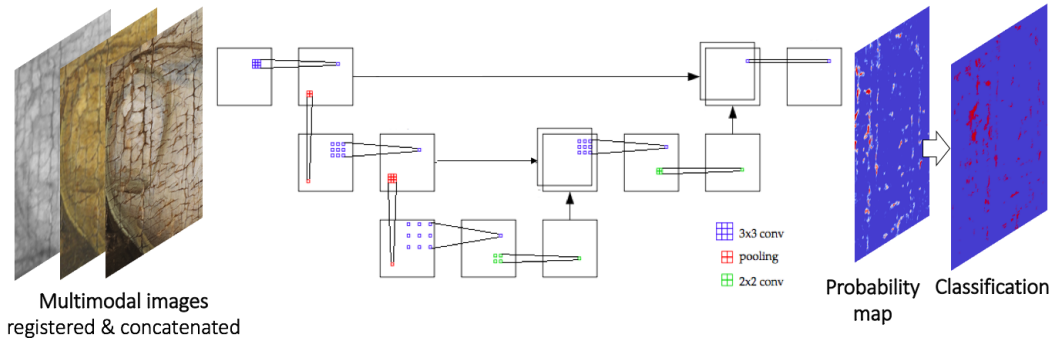 3x3 conv
pooling
2x2 conv
Multimodal images
registered & concatenated
Probability
map
Classification